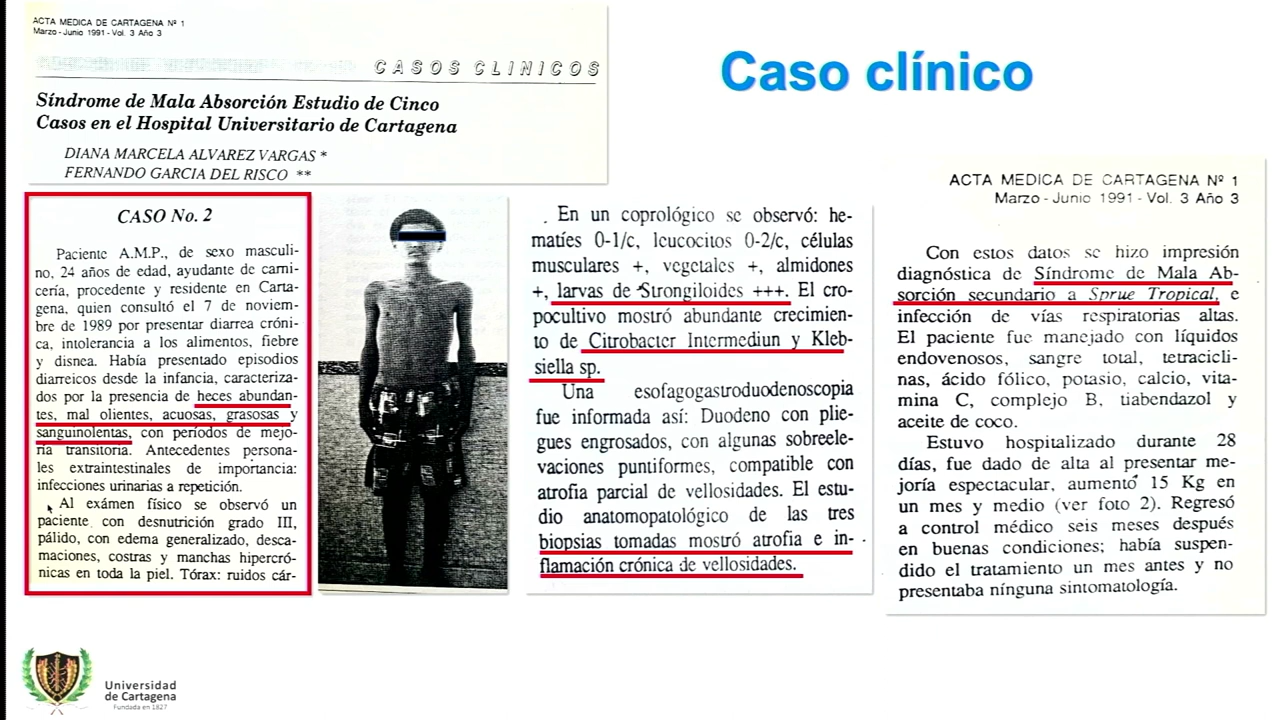 ACTA MEDICA DE CARTAGENA Nº 1
Marzo - Junio 1991 - Vol. 3 Año 3
CASOS CLINICOS
Síndrome de Mala Absorción Estudio de Cinco
Casos en el Hospital Universitario de Cartagena
DIANA MARCELA ALVAREZ VARGAS *
FERNANDO GARCIA DEL RISCO **
Caso clínico
CASO No. 2
Paciente A.M.P., de sexo masculi-
no, 24 años de edad, ayudante de carni-
cería, procedente y residente en Carta-
gena, quien consultó el 7 de noviem-
bre de 1989 por presentar diarrea cróni-
ca, intolerancia a los alimentos, fiebre
y disnea. Había presentado episodios
diarreicos desde la infancia, caracteriza-
dos por la presencia de heces abundan-
tes, mal olientes, acuosas, grasosas y
sanguinolentas, con períodos de mejo-
ría transitoria. Antecedentes persona-
les extraintestinales de importancia:
infecciones urinarias a repetición.
Al exámen físico se observó un
paciente con desnutrición grado III,
pálido, con edema generalizado, desca-
maciones, costras y manchas hipercró-
nicas en toda la piel. Tórax: ruidos cár-
En un coprológico se observó: he-
matíes 0-1/c, leucocitos 0-2/c, células
musculares +, vegetales +, almidones
+, larvas de Strongiloides +++. El cro-
pocultivo mostró abundante crecimien-
to de Citrobacter Intermediun y Kleb-
siella sp.
Una esofagogastroduodenoscopia
fue informada así: Duodeno con plie-
gues engrosados, con algunas sobreele-
vaciones puntiformes, compatible con
atrofia parcial de vellosidades. El estu-
dio anatomopatológico de las tres
biopsias tomadas mostró atrofia e in-
flamación crónica de vellosidades.
ACTA MEDICA DE CARTAGENA Nº 1
Marzo - Junio 1991 - Vol. 3 Año 3
Con estos datos se hizo impresión
diagnóstica de Síndrome de Mala Ab-
sorción secundario a Sprue Tropical, e
infección de vías respiratorias altas.
El paciente fue manejado con líquidos
endovenosos, sangre total, tetracicli-
nas, ácido fólico, potasio, calcio, vita-
mina C, complejo B, tiabendazol y
aceite de coco.
Estuvo hospitalizado durante 28
días, fue dado de alta al presentar me-
joría espectacular, aumentó 15 Kg en
un mes y medio (ver foto 2). Regresó
a control médico seis meses después
en buenas condiciones; había suspen-
dido el tratamiento un mes antes y no
presentaba ninguna sintomatología.
Universidad
de Cartagena
Fundada en 1827